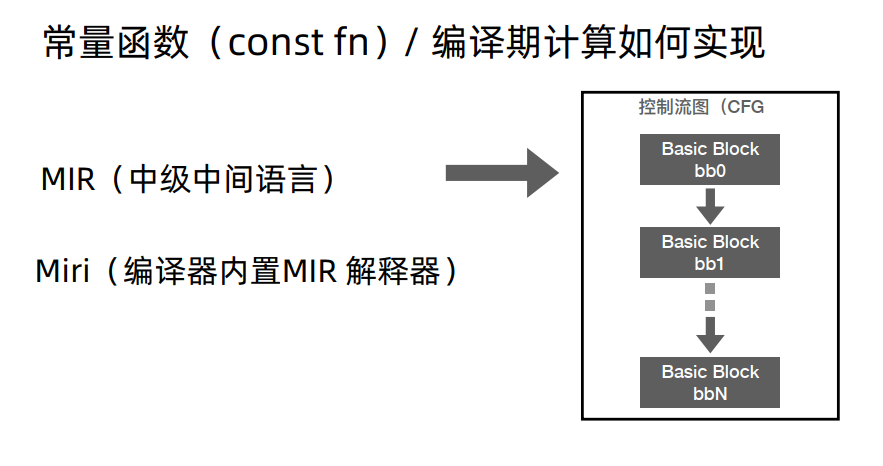 常量函数（const fn）/ 编译期计算如何实现
控制流图（CFG
MIR（中级中间语言）
Basic Block
bb0
Basic Block
bb1
Miri（编译器内置MIR 解释器）
Basic Block
bbN